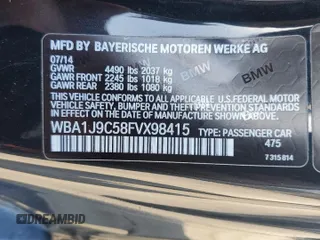 MFD BY BAYERISCHE MOTOREN WERKE AG
07/14
GVWR 4490 lbs 2037 kg
GAWR FRONT 2245 lbs 1018 kg
GAWR REAR 2380 lbs 1080 kg
BMW
BMW
THIS VEHICLE CONFORMS TO ALL APPLICABLE U.S. FEDERAL MOTOR
VEHICLE SAFETY, BUMPER, AND THEFT PREVENTION STANDARDS
IN EFFECT ON THE DATE OF MANUFACTURE SHOWN ABOVE.
WBA1J9C58FVX98415 TYPE: PASSENGER CAR
475
7 315 814
DREAMBID